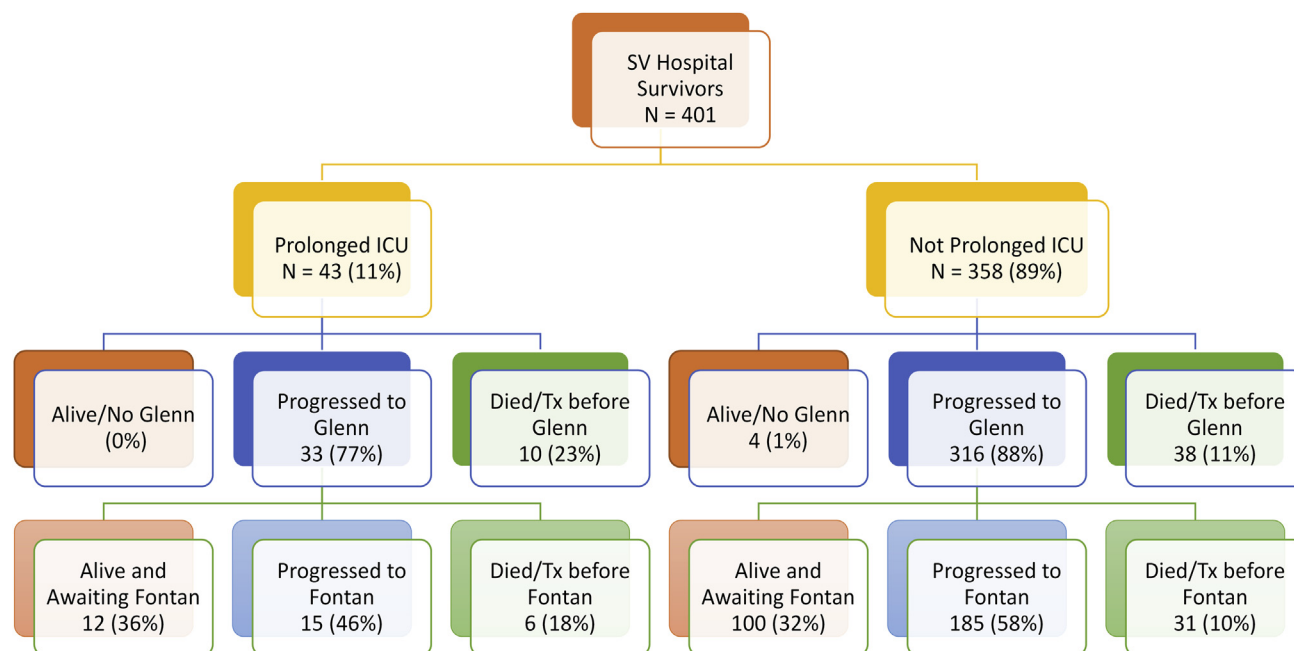 SV Hospital
Survivors
N = 401
Prolonged ICU
N = 43 (11%)
Not Prolonged ICU
N = 358 (89%)
Alive/No Glenn
(0%)
Progressed to
Glenn
33 (77%)
Died/Tx before
Glenn
10 (23%)
Alive/No Glenn
4 (1%)
Progressed to
Glenn
316 (88%)
Died/Tx before
Glenn
38 (11%)
Alive and
Awaiting Fontan
12 (36%)
Progressed to
Fontan
15 (46%)
Died/Tx before
Fontan
6 (18%)
Alive and
Awaiting Fontan
100 (32%)
Progressed to
Fontan
185 (58%)
Died/Tx before
Fontan
31 (10%)